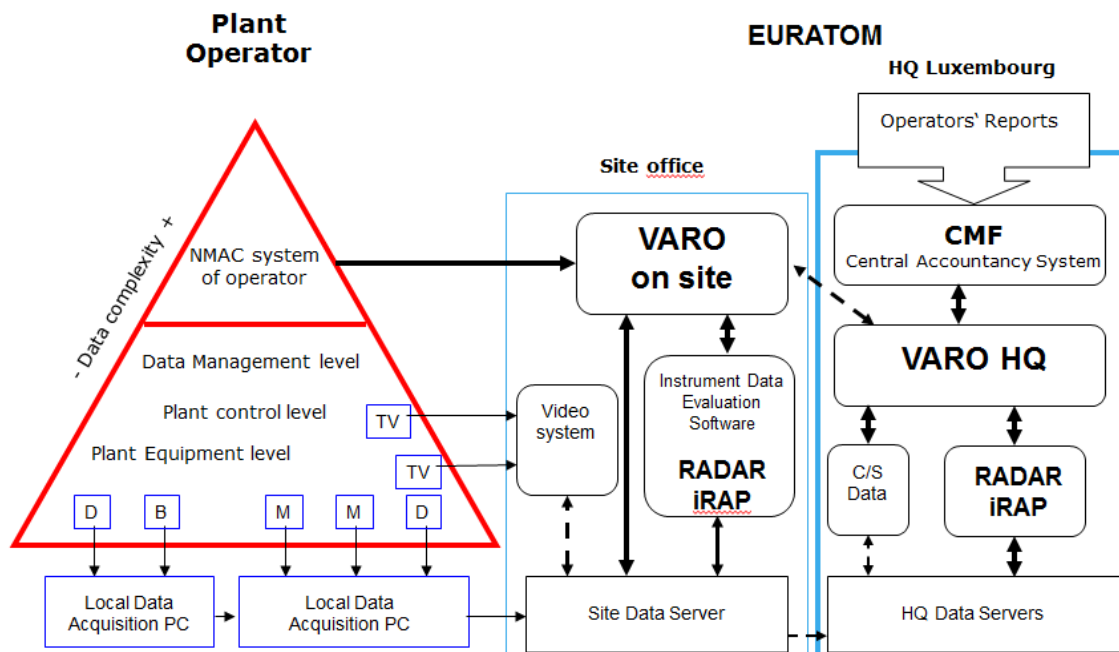 Plant
Operator
EURATOM
HQ Luxembourg
Operators' Reports
Site office
- Data complexity +
NMAC system
of operator
VARO
on site
CMF
Central Accountancy System
Data Management level
VARO HQ
Plant control level
TV
Video
system
Instrument Data
Evaluation
Software
RADAR
iRAP
Plant Equipment level
TV
C/S
Data
RADAR
iRAP
D
B
M
M
D
Local Data
Acquisition PC
Local Data
Acquisition PC
Site Data Server
HQ Data Servers